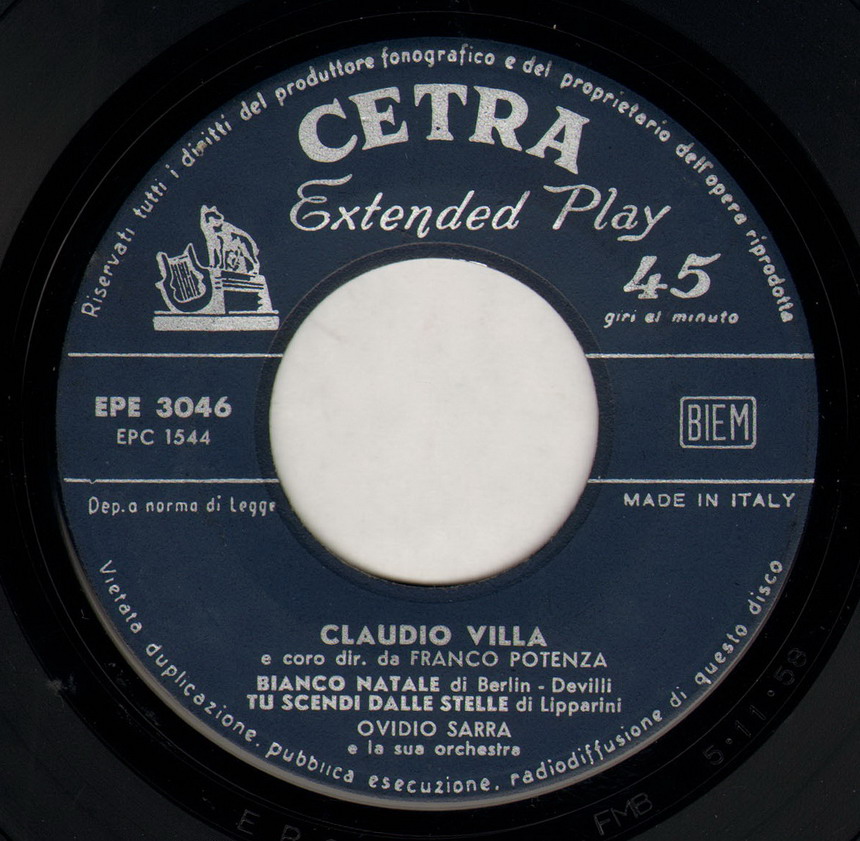 Riservati tutti i diritti del produttore fonografico e del proprietario dell'opera riprodotta
CETRA
Extended Play
45
giri al minuto
EPE 3046
EPC 1544
BIEM
Dep. a norma di Legge
MADE IN ITALY
CLAUDIO VILLA
e coro dir. da FRANCO POTENZA
BIANCO NATALE di Berlin - Devilli
TU SCENDI DALLE STELLE di Lipparini
OVIDIO SARRA
e la sua orchestra
Vietata duplicazione, pubblica esecuzione, radiodiffusione di questo disco
FMB 5·11·58